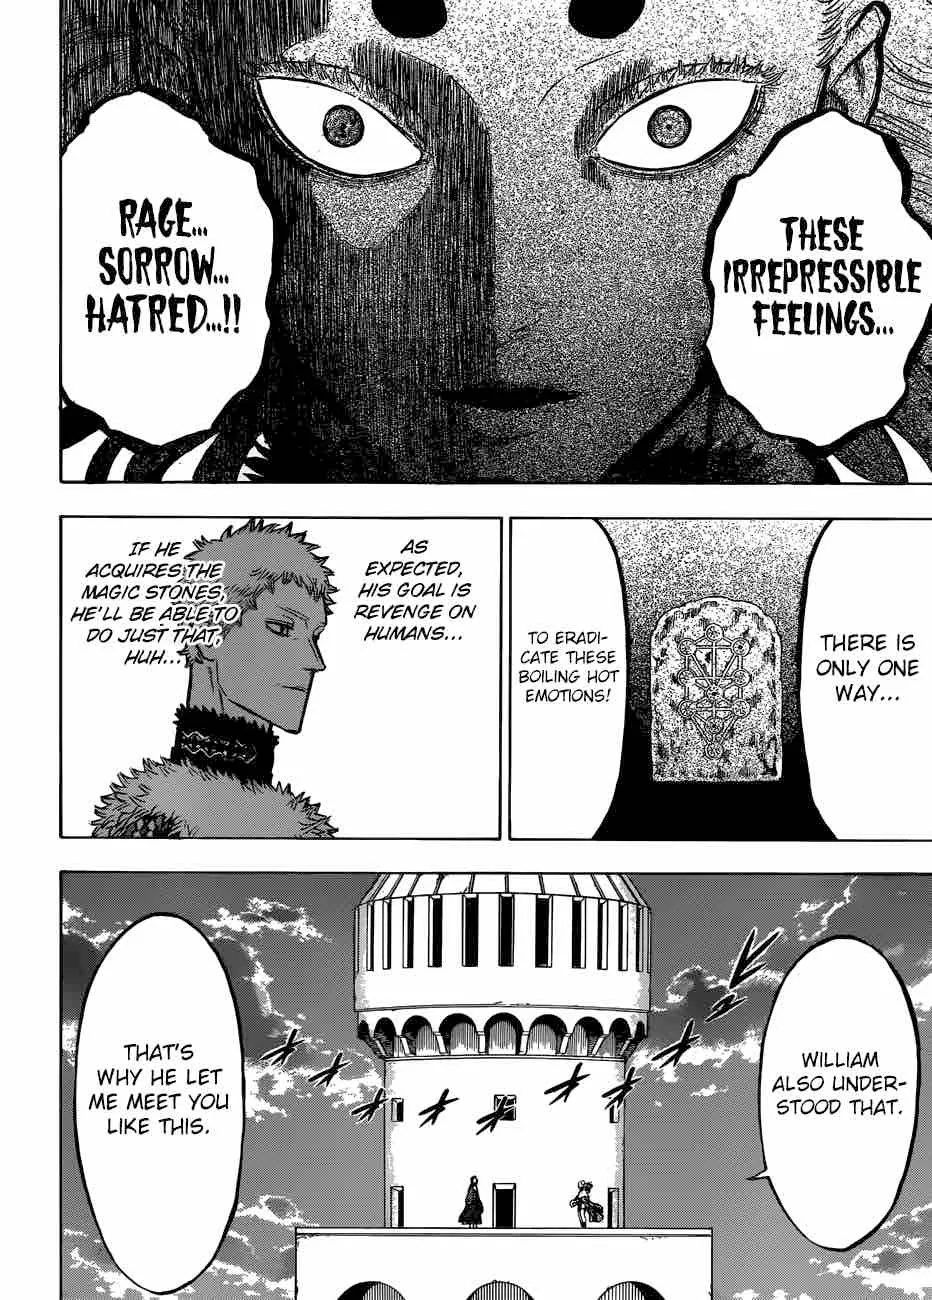 THESE
IRREPRESSIBLE
FEELINGS...
RAGE...
SORROW...
HATRED...!!
THERE IS
ONLY ONE
WAY...
TO ERADI-
CATE THESE
BOILING HOT
EMOTIONS!
AS
EXPECTED,
HIS GOAL IS
REVENGE ON
HUMANS...
IF HE
ACQUIRES THE
MAGIC STONES,
HE'LL BE ABLE TO
DO JUST THAT,
HUH...
WILLIAM
ALSO UNDER-
STOOD THAT.
THAT'S
WHY HE LET
ME MEET YOU
LIKE THIS.